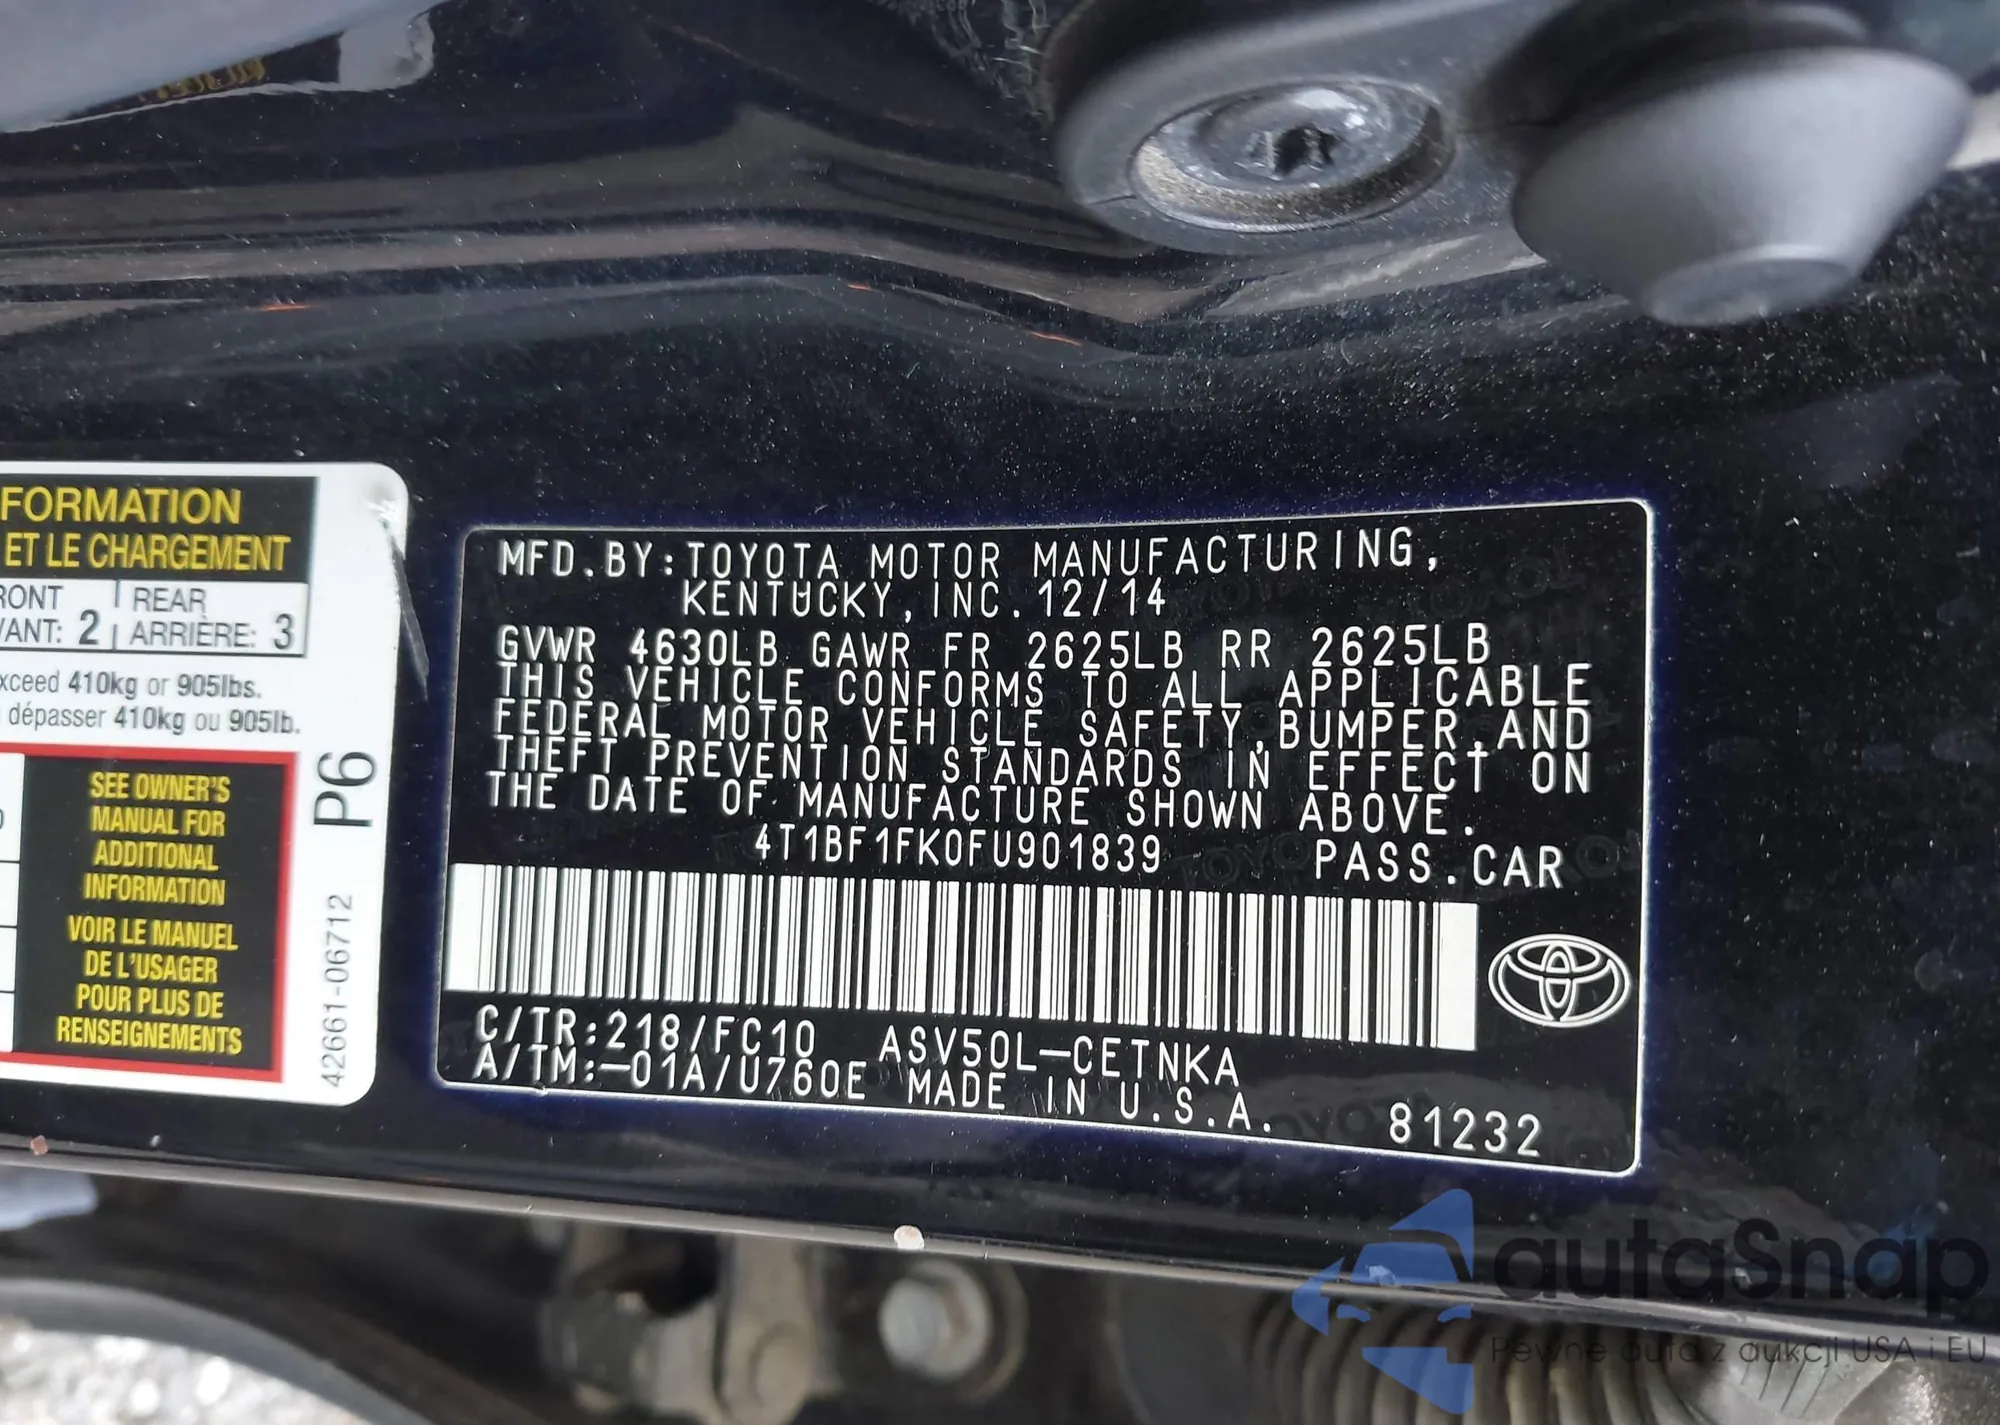 FORMATION
ET LE CHARGEMENT
RONT 2 REAR 3
VANT: ARRIÈRE:
xceed 410kg or 905lbs.
dépasser 410kg ou 905lb.
SEE OWNER'S
MANUAL FOR
ADDITIONAL
INFORMATION
VOIR LE MANUEL
DE L'USAGER
POUR PLUS DE
RENSEIGNEMENTS
P6
42661-06712
MFD.BY:TOYOTA MOTOR MANUFACTURING,
KENTUCKY,INC.12/14
GVWR 4630LB GAWR FR 2625LB RR 2625LB
THIS VEHICLE CONFORMS TO ALL APPLICABLE
FEDERAL MOTOR VEHICLE SAFETY,BUMPER,AND
THEFT PREVENTION STANDARDS IN EFFECT ON
THE DATE OF MANUFACTURE SHOWN ABOVE.
4T1BF1FK0FU901839 PASS.CAR
C/TR:218/FC10 ASV50L-CETNKA
A/TM:-01A/U760E MADE IN U.S.A.
81232
autaSnap
Pewne auta z aukcji USA i EU